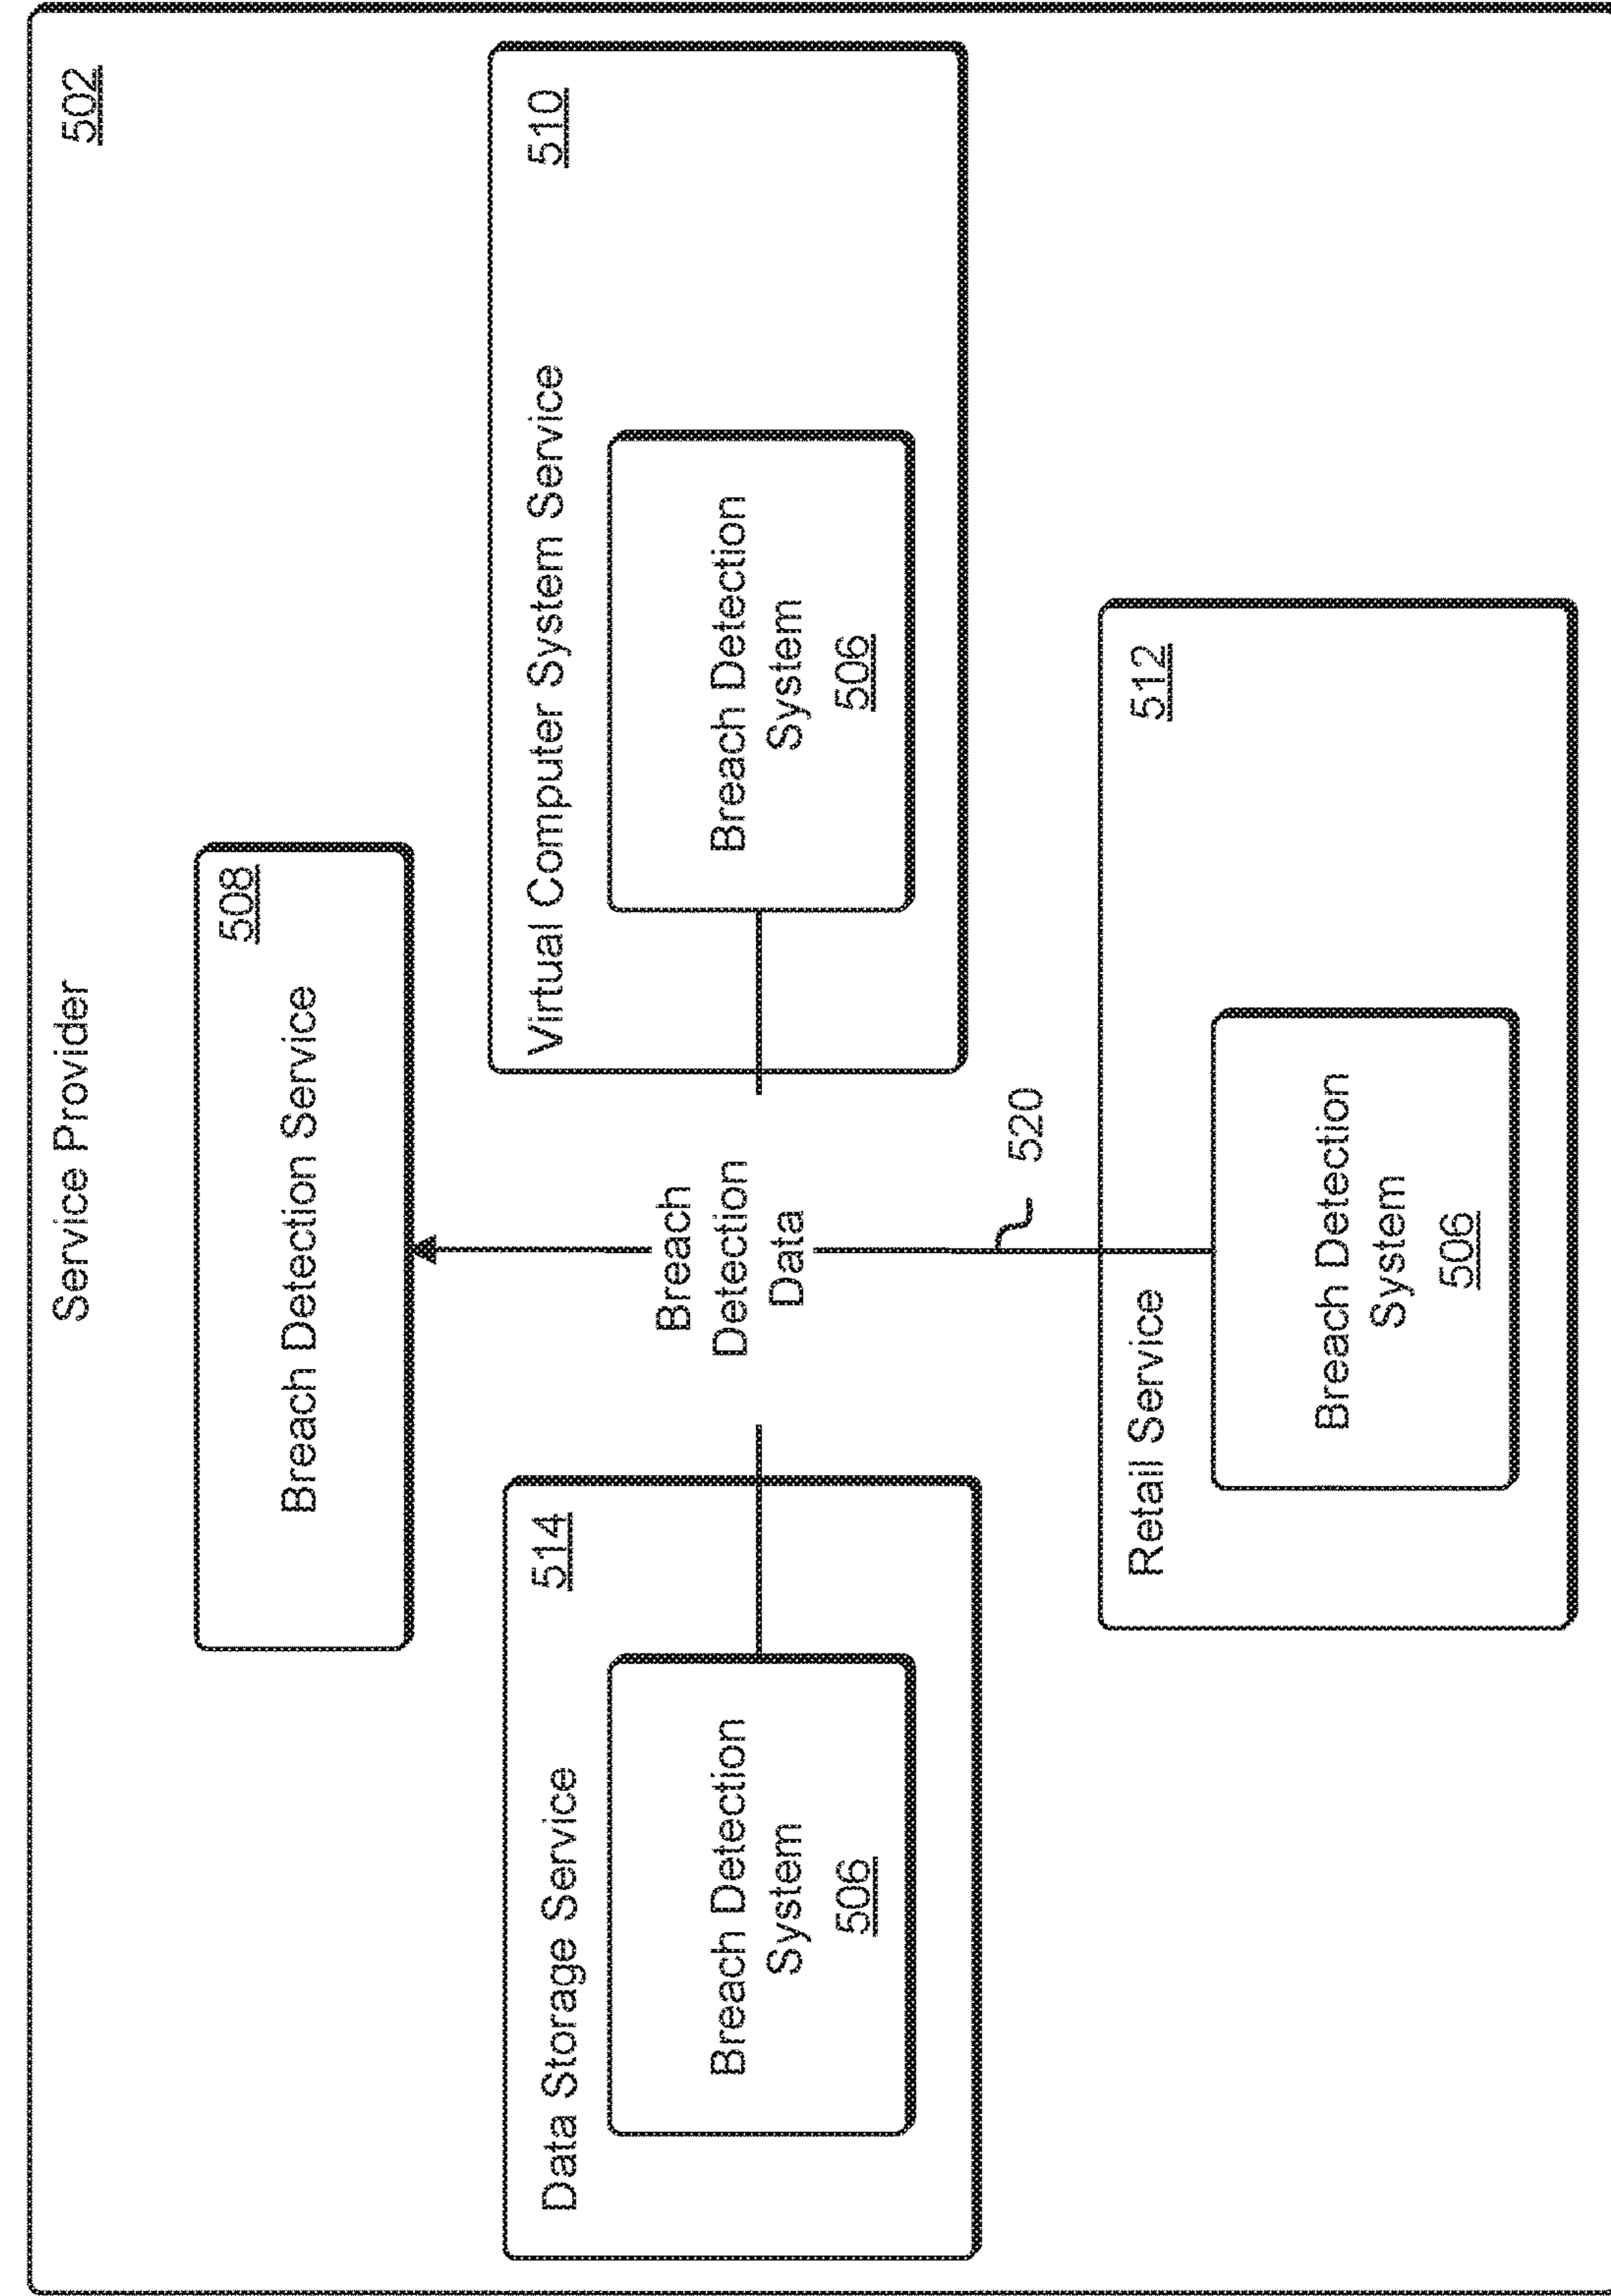 Service Provider
502
508
Breach Detection Service
514
Data Storage Service
Breach Detection
System
506
Breach
Detection
Data
510
Virtual Computer System Service
Breach Detection
System
506
520
512
Retail Service
Breach Detection
System
506